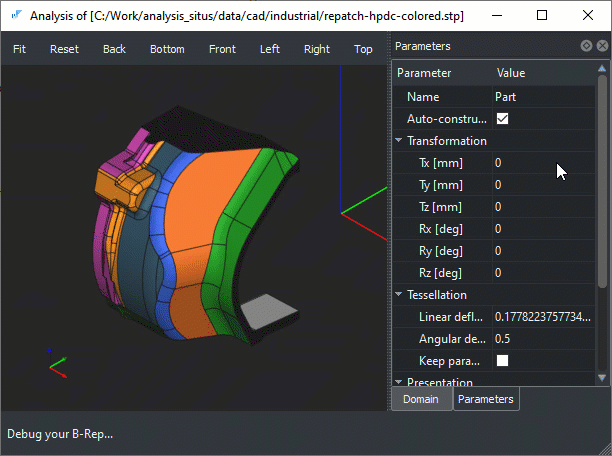 Analysis of [C:/Work/analysis_situs/data/cad/industrial/repatch-hpdc-colored.stp]
Fit Reset Back Bottom Front Left Right Top
Parameters
Parameter Value
Name Part
Auto-constru...
Transformation
Tx [mm] 0
Ty [mm] 0
Tz [mm] 0
Rx [deg] 0
Ry [deg] 0
Rz [deg] 0
Tessellation
Linear defl... 0.1778223757734...
Angular de... 0.5
Keep para...
Presentation
Domain Parameters
Debug your B-Rep...